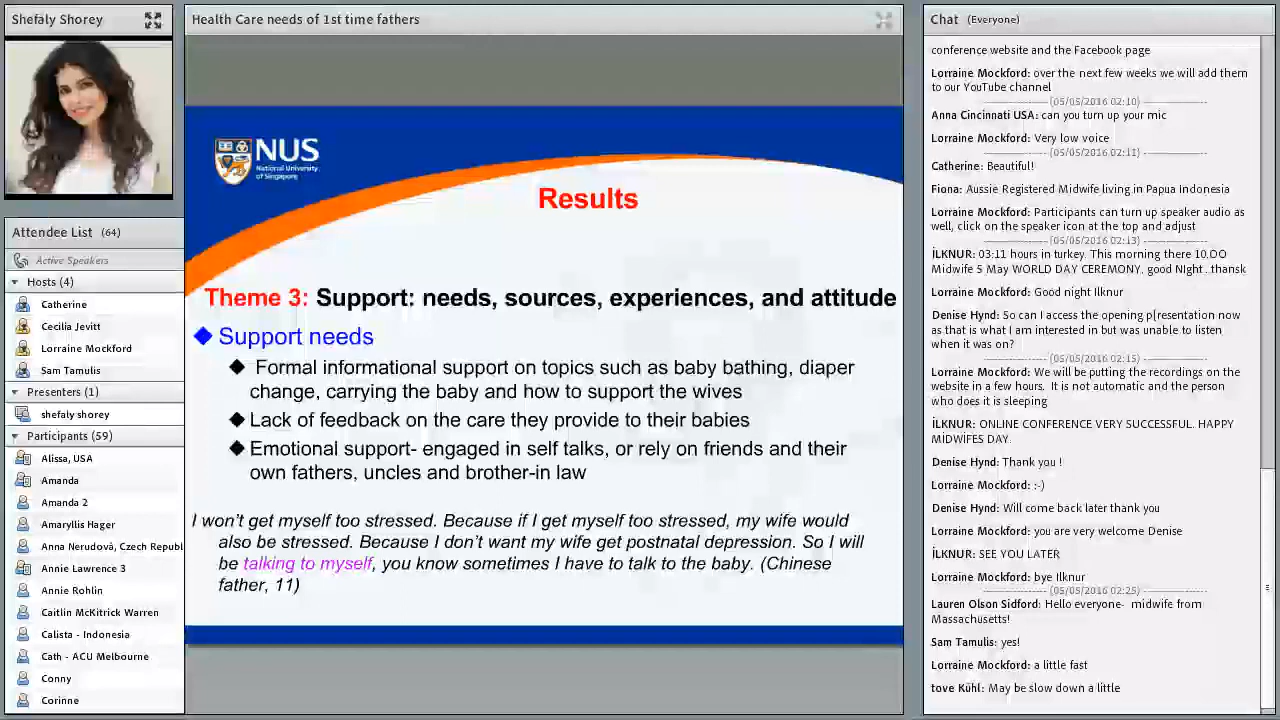 Shefaly Shorey
Attendee List (64)
Active Speakers
Hosts (4)
Catherine
Cecilia Jevitt
Lorraine Mockford
Sam Tamulis
Presenters (1)
shefaly shorey
Participants (59)
Alissa, USA
Amanda
Amanda 2
Amaryllis Hager
Anna Nerudová, Czech Republ
Annie Lawrence 3
Annie Rohlin
Caitlin McKitrick Warren
Calista - Indonesia
Cath - ACU Melbourne
Conny
Corinne
Health Care needs of 1st time fathers
NUS
National University
of Singapore
Results
Theme 3: Support: needs, sources, experiences, and attitude
Support needs
Formal informational support on topics such as baby bathing, diaper
change, carrying the baby and how to support the wives
Lack of feedback on the care they provide to their babies
Emotional support- engaged in self talks, or rely on friends and their
own fathers, uncles and brother-in law
I won't get myself too stressed. Because if I get myself too stressed, my wife would
also be stressed. Because I don't want my wife get postnatal depression. So I will
be talking to myself, you know sometimes I have to talk to the baby. (Chinese
father, 11)
Chat (Everyone)
conference website and the Facebook page
Lorraine Mockford: over the next few weeks we will add them
to our YouTube channel
(05/05/2016 02:10)
Anna Cincinnati USA: can you turn up your mic
Lorraine Mockford: Very low voice
(05/05/2016 02:11)
Catherine: Beautiful!
Fiona: Aussie Registered Midwife living in Papua Indonesia
Lorraine Mockford: Participants can turn up speaker audio as
well, click on the speaker icon at the top and adjust
(05/05/2016 02:13)
İLKNUR: 03:11 hours in turkey. This morning there 10.OO
Midwife 5 May WORLD DAY CEREMONY. good NIght . thansk
Lorraine Mockford: Good night Ilknur
Denise Hynd: So can I access the opening p[resentation now
as that is what I am interested in but was unable to listen
when it was on?
(05/05/2016 02:15)
Lorraine Mockford: We will be putting the recordings on the
website in a few hours. It is not automatic and the person
who does it is sleeping
İLKNUR: ONLINE CONFERENCE VERY SUCCESSFUL. HAPPY
MİDWİFES DAY.
Denise Hynd: Thank you !
Lorraine Mockford: :-)
Denise Hynd: Will come back later thank you
Lorraine Mockford: you are very welcome Denise
İLKNUR: SEE YOU LATER
Lorraine Mockford: bye Ilknur
(05/05/2016 02:25)
Lauren Olson Sidford: Hello everyone- midwife from
Massachusetts!
Sam Tamulis: yes!
Lorraine Mockford: a little fast
tove Kühl: May be slow down a little